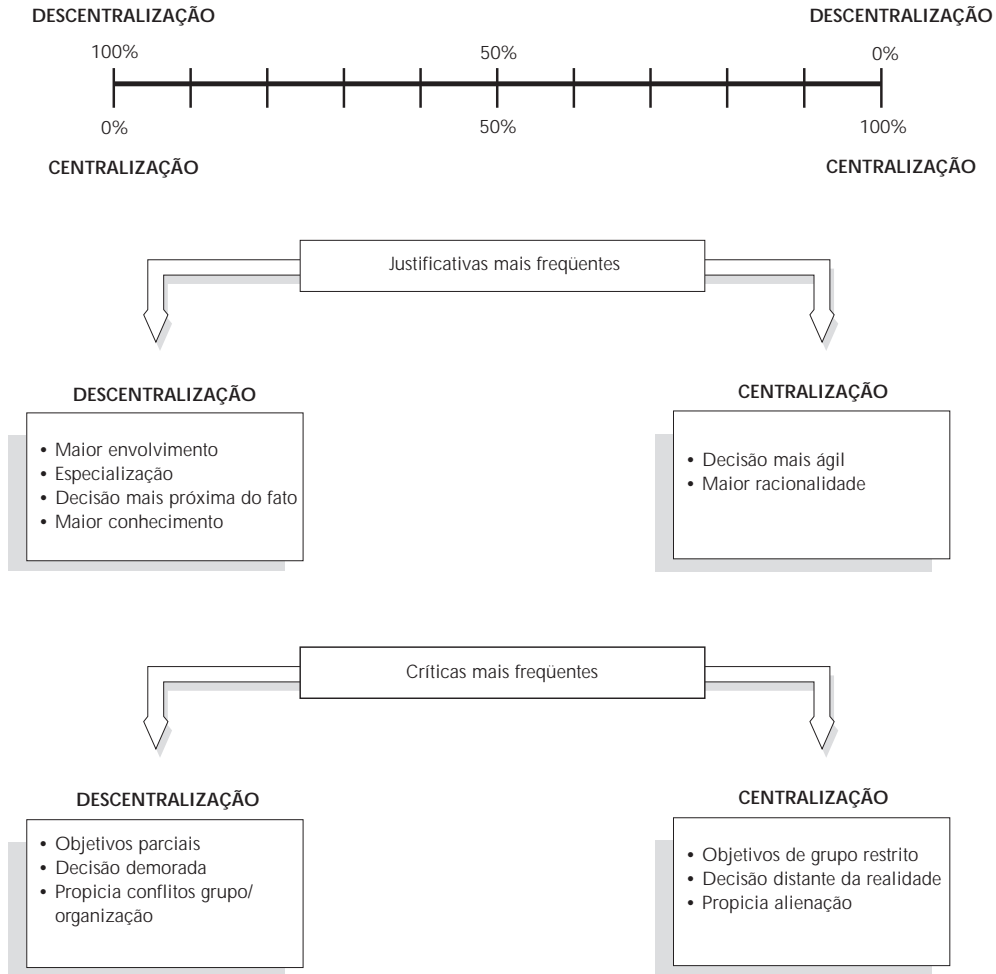 DESCENTRALIZAÇÃO DESCENTRALIZAÇÃO
100% 50% 0%
0% 50% 100%
CENTRALIZAÇÃO CENTRALIZAÇÃO
Justificativas mais freqüentes
DESCENTRALIZAÇÃO
• Maior envolvimento
• Especialização
• Decisão mais próxima do fato
• Maior conhecimento
CENTRALIZAÇÃO
• Decisão mais ágil
• Maior racionalidade
Críticas mais freqüentes
DESCENTRALIZAÇÃO
• Objetivos parciais
• Decisão demorada
• Propicia conflitos grupo/
organização
CENTRALIZAÇÃO
• Objetivos de grupo restrito
• Decisão distante da realidade
• Propicia alienação